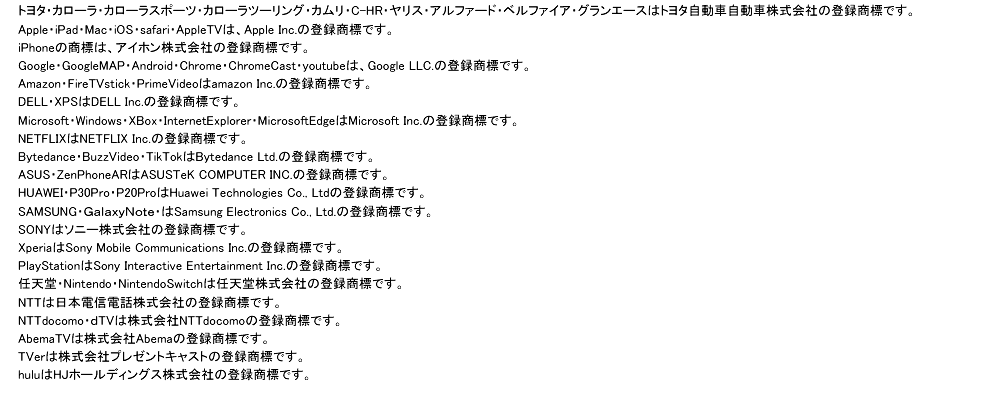 トヨタ・カローラ・カローラスポーツ・カローラツーリング・カムリ・C-HR・ヤリス・アルファード・ベルファイア・グランエースはトヨタ自動車自動車株式会社の登録商標です。
Apple・iPad・Mac・iOS・safari・AppleTVは、Apple Inc.の登録商標です。
iPhoneの商標は、アイホン株式会社の登録商標です。
Google・GoogleMAP・Android・Chrome・ChromeCast・youtubeは、Google LLC.の登録商標です。
Amazon・FireTVstick・PrimeVideoはamazon Inc.の登録商標です。
DELL・XPSはDELL Inc.の登録商標です。
Microsoft・Windows・XBox・InternetExplorer・MicrosoftEdgeはMicrosoft Inc.の登録商標です。
NETFLIXはNETFLIX Inc.の登録商標です。
Bytedance・BuzzVideo・TikTokはBytedance Ltd.の登録商標です。
ASUS・ZenPhoneARはASUSTeK COMPUTER INC.の登録商標です。
HUAWEI・P30Pro・P20ProはHuawei Technologies Co., Ltdの登録商標です。
SAMSUNG・GalaxyNote・はSamsung Electronics Co., Ltd.の登録商標です。
SONYはソニー株式会社の登録商標です。
XperiaはSony Mobile Communications Inc.の登録商標です。
PlayStationはSony Interactive Entertainment Inc.の登録商標です。
任天堂・Nintendo・NintendoSwitchは任天堂株式会社の登録商標です。
NTTは日本電信電話株式会社の登録商標です。
NTTdocomo・dTVは株式会社NTTdocomoの登録商標です。
AbemaTVは株式会社Abemaの登録商標です。
TVerは株式会社プレゼントキャストの登録商標です。
huluはHJホールディングス株式会社の登録商標です。